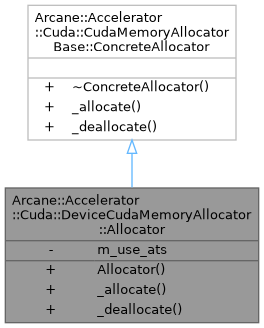 Arcane::Accelerator
::Cuda::CudaMemoryAllocator
Base::ConcreteAllocator
+ ~ConcreteAllocator()
+ _allocate()
+ _deallocate()
Arcane::Accelerator
::Cuda::DeviceCudaMemoryAllocator
::Allocator
- m_use_ats
+ Allocator()
+ _allocate()
+ _deallocate()